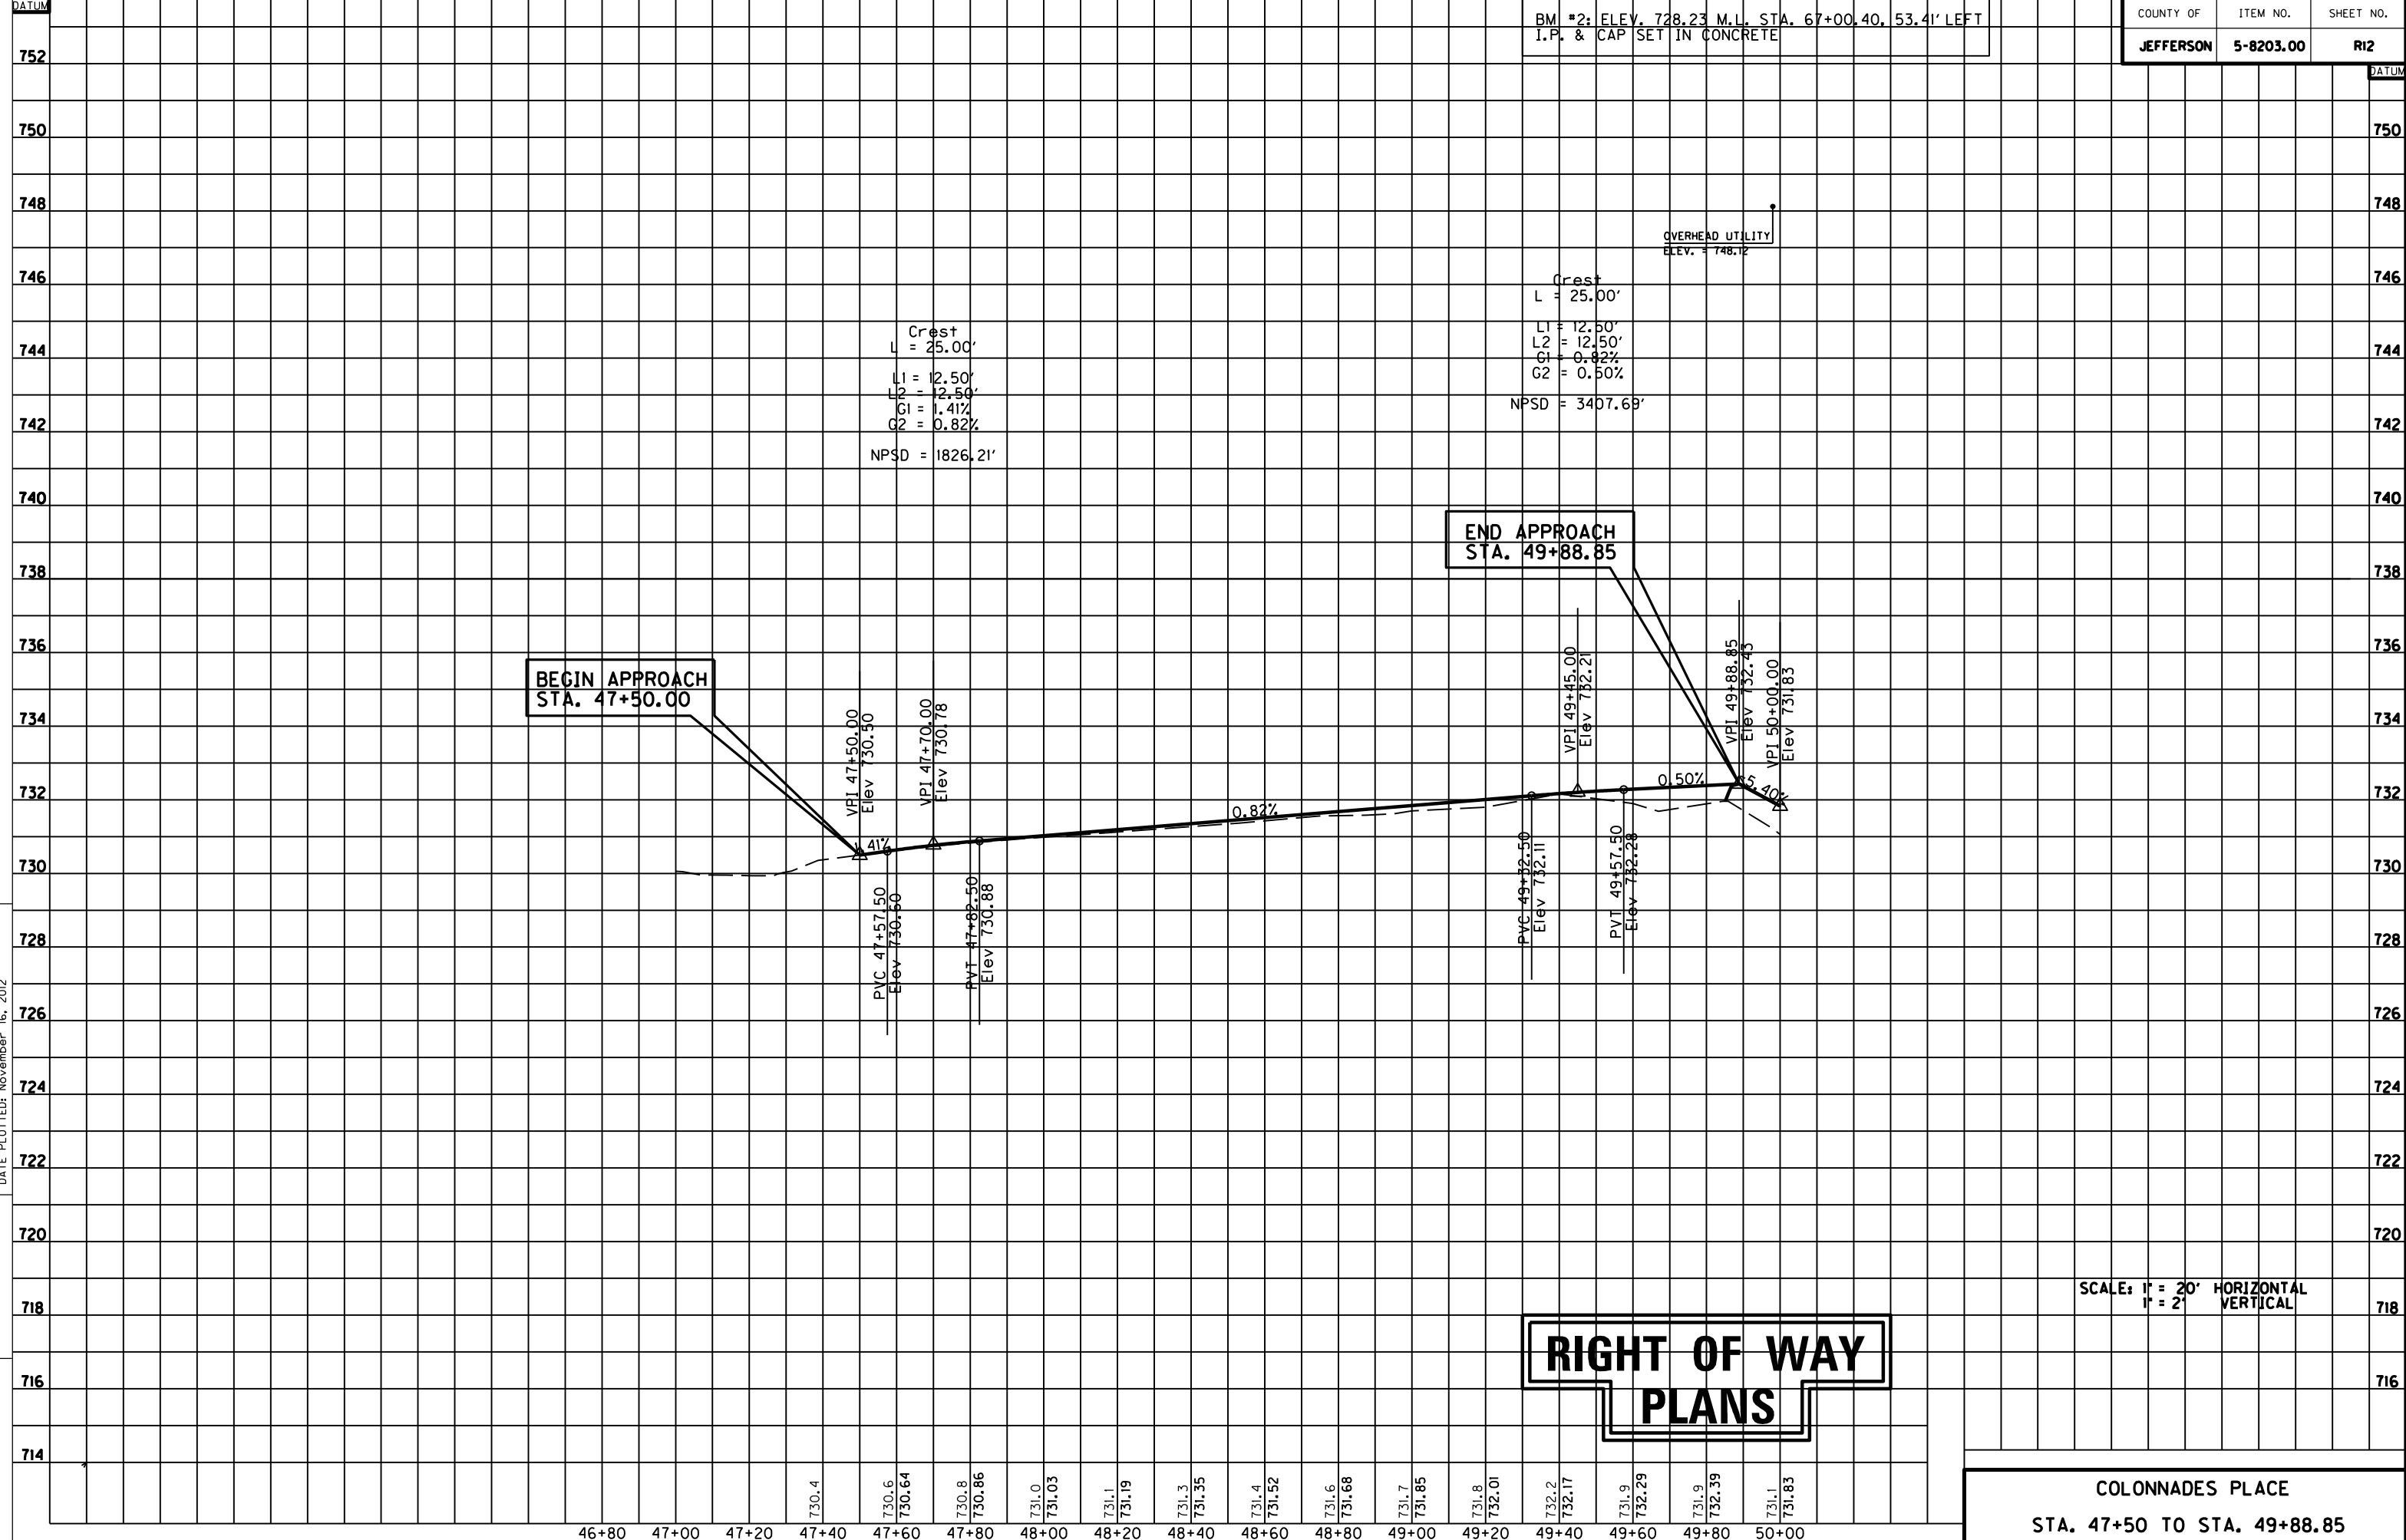 DATUM
BM #2: ELEV. 728.23 M.L. STA. 67+00.40, 53.41' LEFT
I.P. & CAP SET IN CONCRETE
COUNTY OF ITEM NO. SHEET NO.
JEFFERSON 5-8203.00 R12
DATUM
752
750 750
748 748
OVERHEAD UTILITY
ELEV. = 748.12
746 746
Crest
L = 25.00'
L1 = 12.50'
L2 = 12.50'
G1 = 0.82%
G2 = 0.50%
NPSD = 3407.69'
Crest
L = 25.00'
L1 = 12.50'
L2 = 12.50'
G1 = 1.41%
G2 = 0.82%
NPSD = 1826.21'
744 744
742 742
740 740
END APPROACH
STA. 49+88.85
738 738
736 736
BEGIN APPROACH
STA. 47+50.00
734 734
VPI 47+50.00
Elev 730.50
VPI 47+70.00
Elev 730.78
VPI 49+45.00
Elev 732.21
VPI 49+88.85
Elev 732.43
VPI 50+00.00
Elev 731.83
732 732
1.41%
0.82%
0.50%
-5.40%
730 730
PVC 47+57.50
Elev 730.60
PVT 47+82.50
Elev 730.88
PVC 49+32.50
Elev 732.11
PVT 49+57.50
Elev 732.28
728 728
726 726
724 724
722 722
720 720
718 718
716 716
714
DATE PLOTTED: November 16, 2012
SCALE: 1" = 20' HORIZONTAL
1" = 2' VERTICAL
RIGHT OF WAY
PLANS
730.4
730.6 730.64
730.8 730.86
731.0 731.03
731.1 731.19
731.3 731.35
731.4 731.52
731.6 731.68
731.7 731.85
731.8 732.01
732.2 732.17
731.9 732.29
731.9 732.39
731.1 731.83
46+80 47+00 47+20 47+40 47+60 47+80 48+00 48+20 48+40 48+60 48+80 49+00 49+20 49+40 49+60 49+80 50+00
COLONNADES PLACE
STA. 47+50 TO STA. 49+88.85